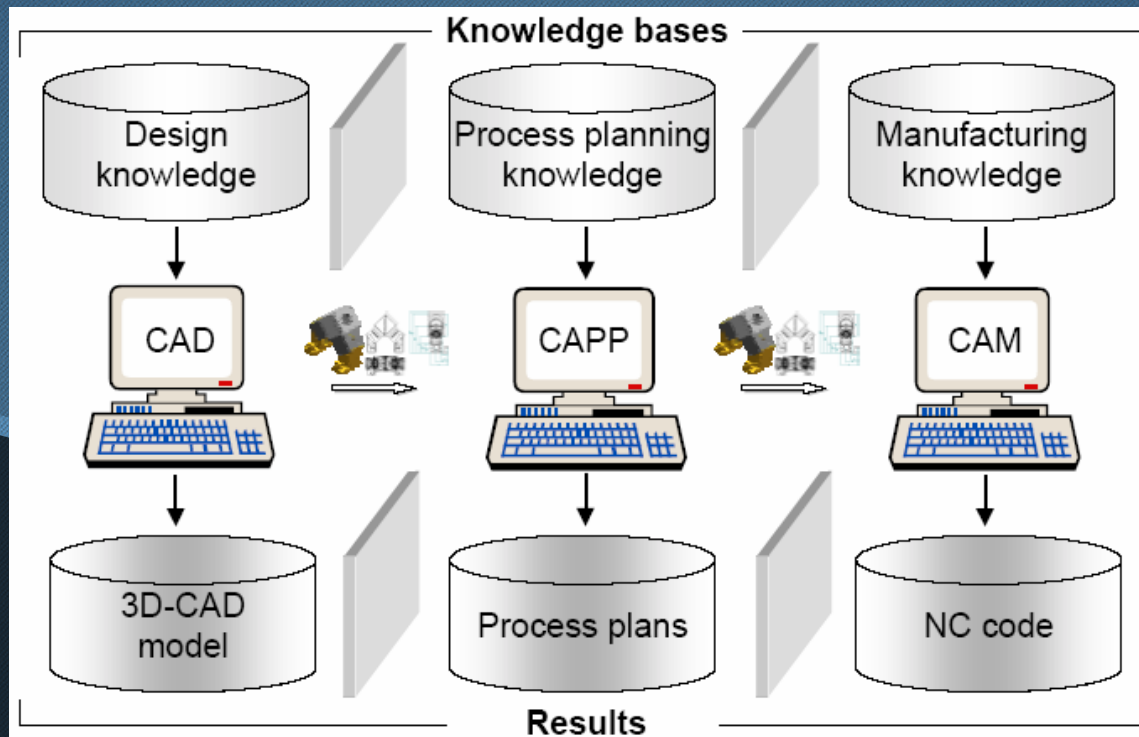 Knowledge bases
Design
knowledge
Process planning
knowledge
Manufacturing
knowledge
CAD
CAPP
CAM
3D-CAD
model
Process plans
NC code
Results